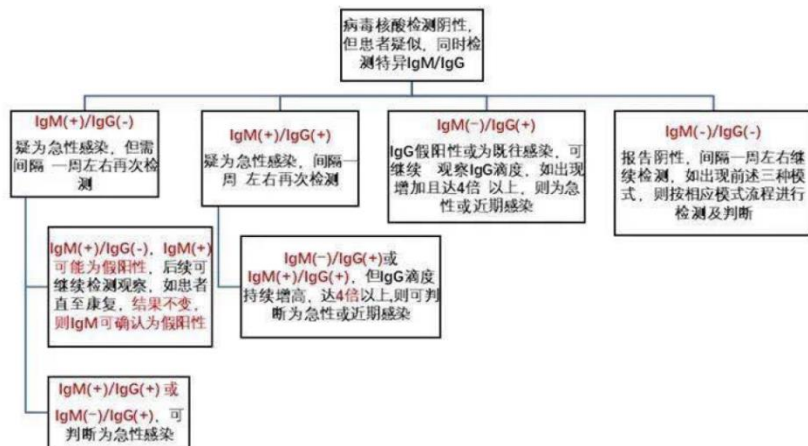 病毒核酸检测阴性,
但患者疑似,同时检
测特异IgM/IgG
IgM(+)/IgG(-)
疑为急性感染,但需
间隔 一周左右再次检
测
IgM(+)/IgG(+)
疑为急性感染,间隔一
周 左右再次检测
IgM(−)/IgG(+)
IgG假阳性或为既往感染,可
继续 观察IgG滴度,如出现
增加且达4倍 以上,则为急
性或近期感染
IgM(-)/IgG(-)
报告阴性,间隔一周左右继
续检测,如出现前述三种模
式,则按相应模式流程进行
检测及判断
IgM(+)/IgG(-),IgM(+)
可能为假阳性,后续可
继续检测观察,如患者
直至康复,结果不变,
则IgM可确认为假阳性
IgM(−)/IgG(+)或
IgM(+)/IgG(+),但IgG滴度
持续增高,达4倍以上,则可判
断为急性或近期感染
IgM(+)/IgG(+) 或
IgM(−)/IgG(+),可
判断为急性感染